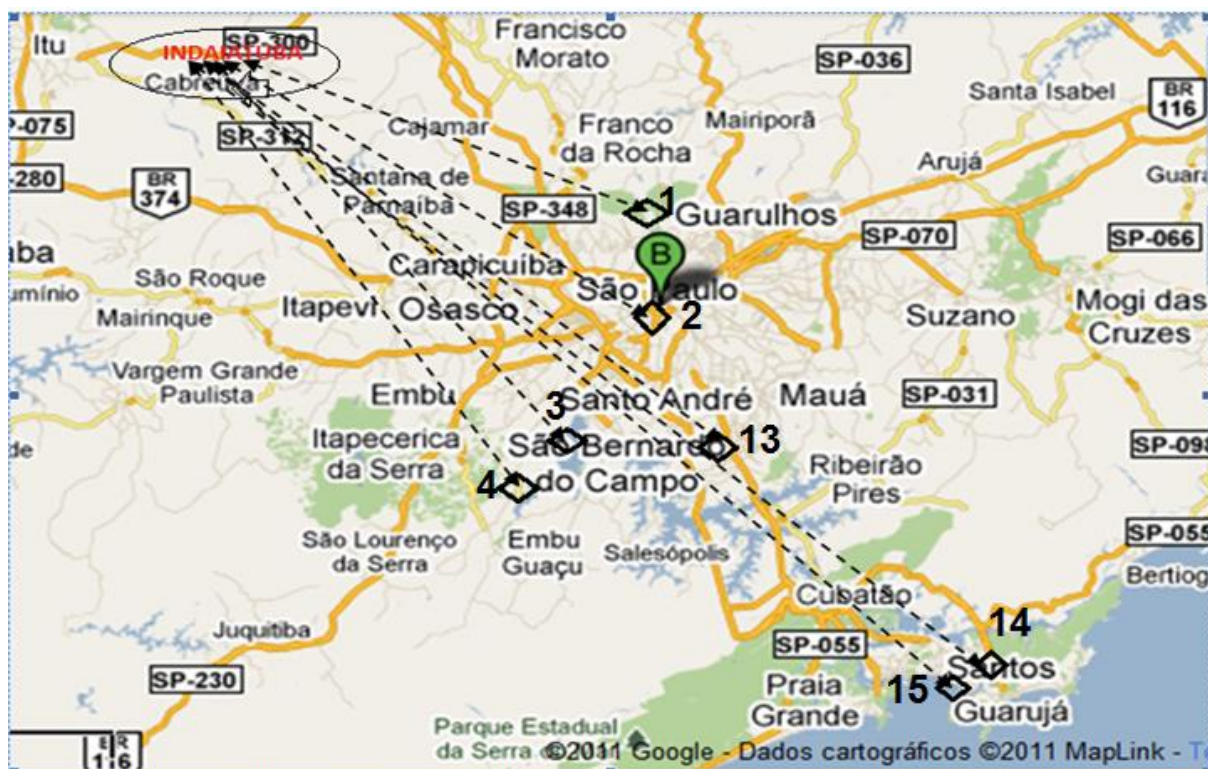 Itu
SP-300
INDAIATUBA
Cabreúva
Francisco
Morato
SP-036
Santa Isabel
BR
116
P-075
SP-312
Cajamar
Franco
da Rocha
Mairiporã
Arujá
-280
BR
374
Santana de
Parnaíba
SP-348
1
Guarulhos
SP-070
SP-066
São Roque
Carapicuíba
B
São Paulo
Itapevi
Osasco
2
Mairinque
Suzano
Mogi das
Cruzes
Vargem Grande
Paulista
Embu
3
Santo André
Mauá
SP-031
Itapecerica
da Serra
São Bernardo
do Campo
13
4
Ribeirão
Pires
SP-098
São Lourenço
da Serra
Embu
Guaçu
Salesópolis
SP-055
Cubatão
Juquitiba
SP-055
14
Santos
SP-230
15
Praia
Grande
Guarujá
Parque Estadual
da Serra
©2011 Google - Dados cartográficos ©2011 MapLink -